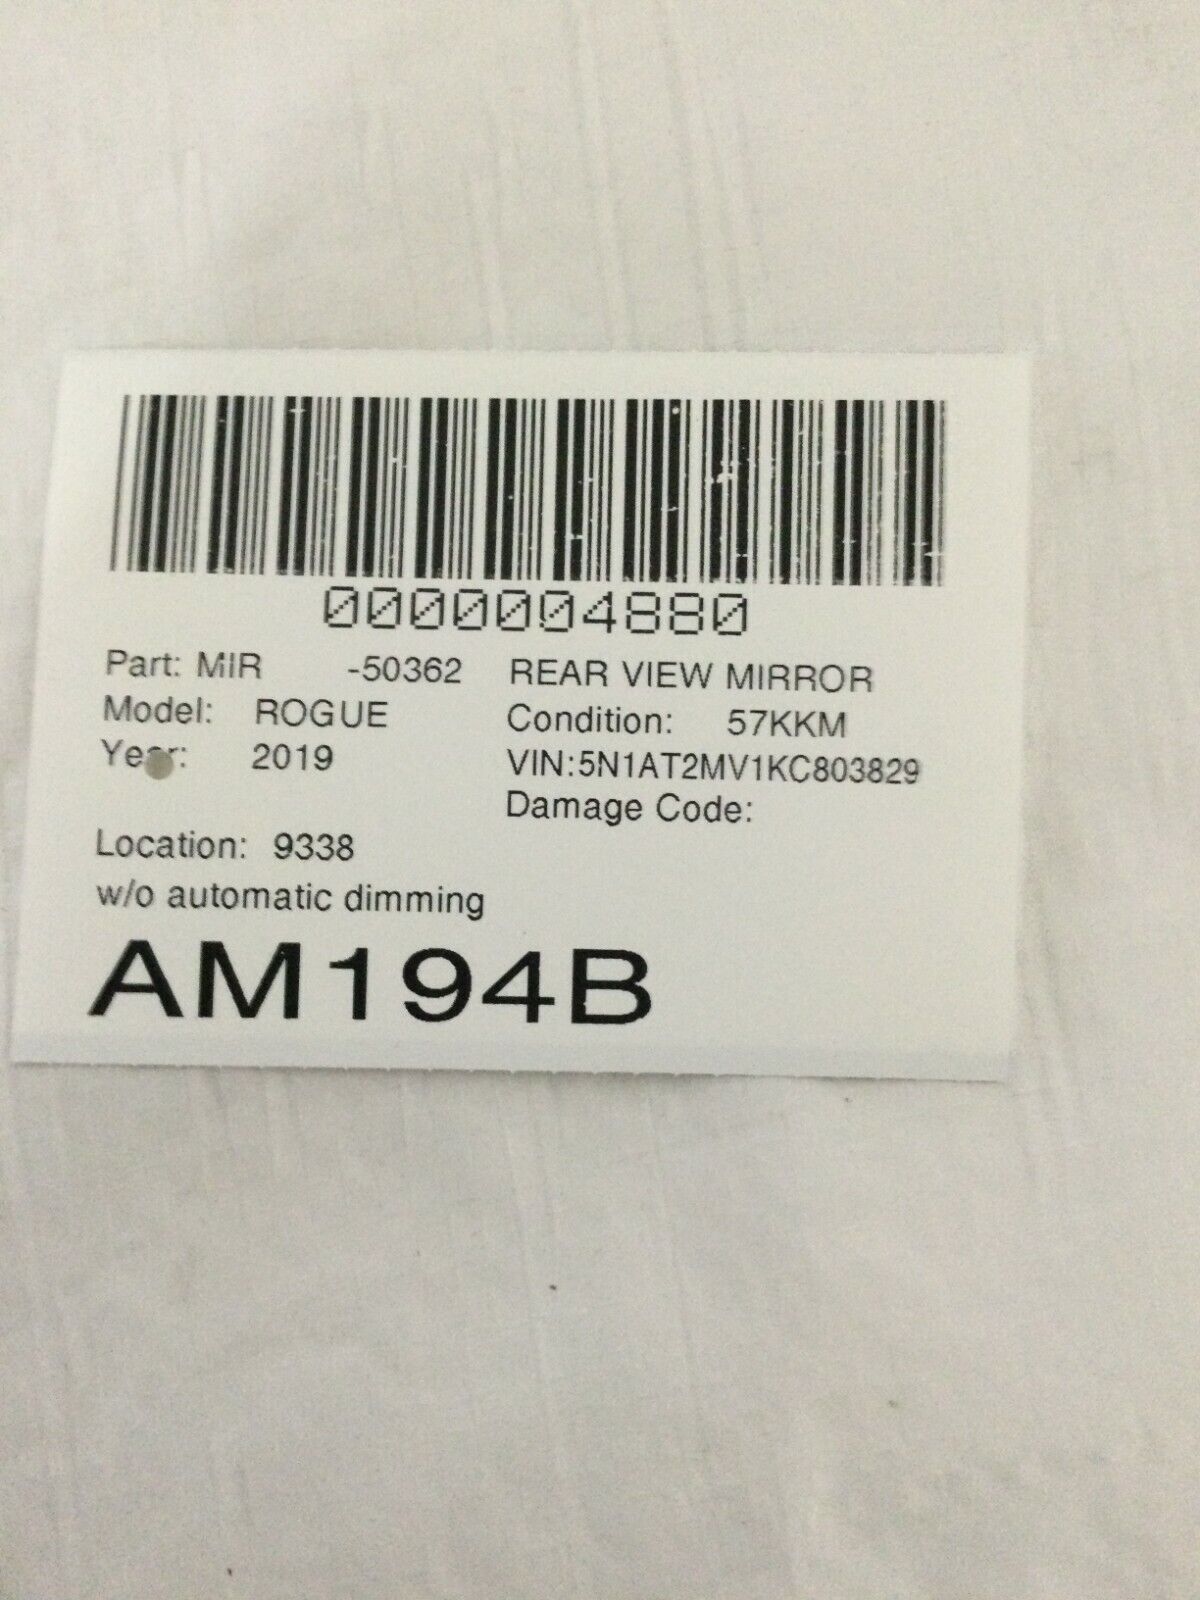 0000004880
Part: MIR -50362 REAR VIEW MIRROR
Model: ROGUE Condition: 57KKM
Year: 2019 VIN:5N1AT2MV1KC803829
Damage Code:
Location: 9338
w/o automatic dimming
AM194B